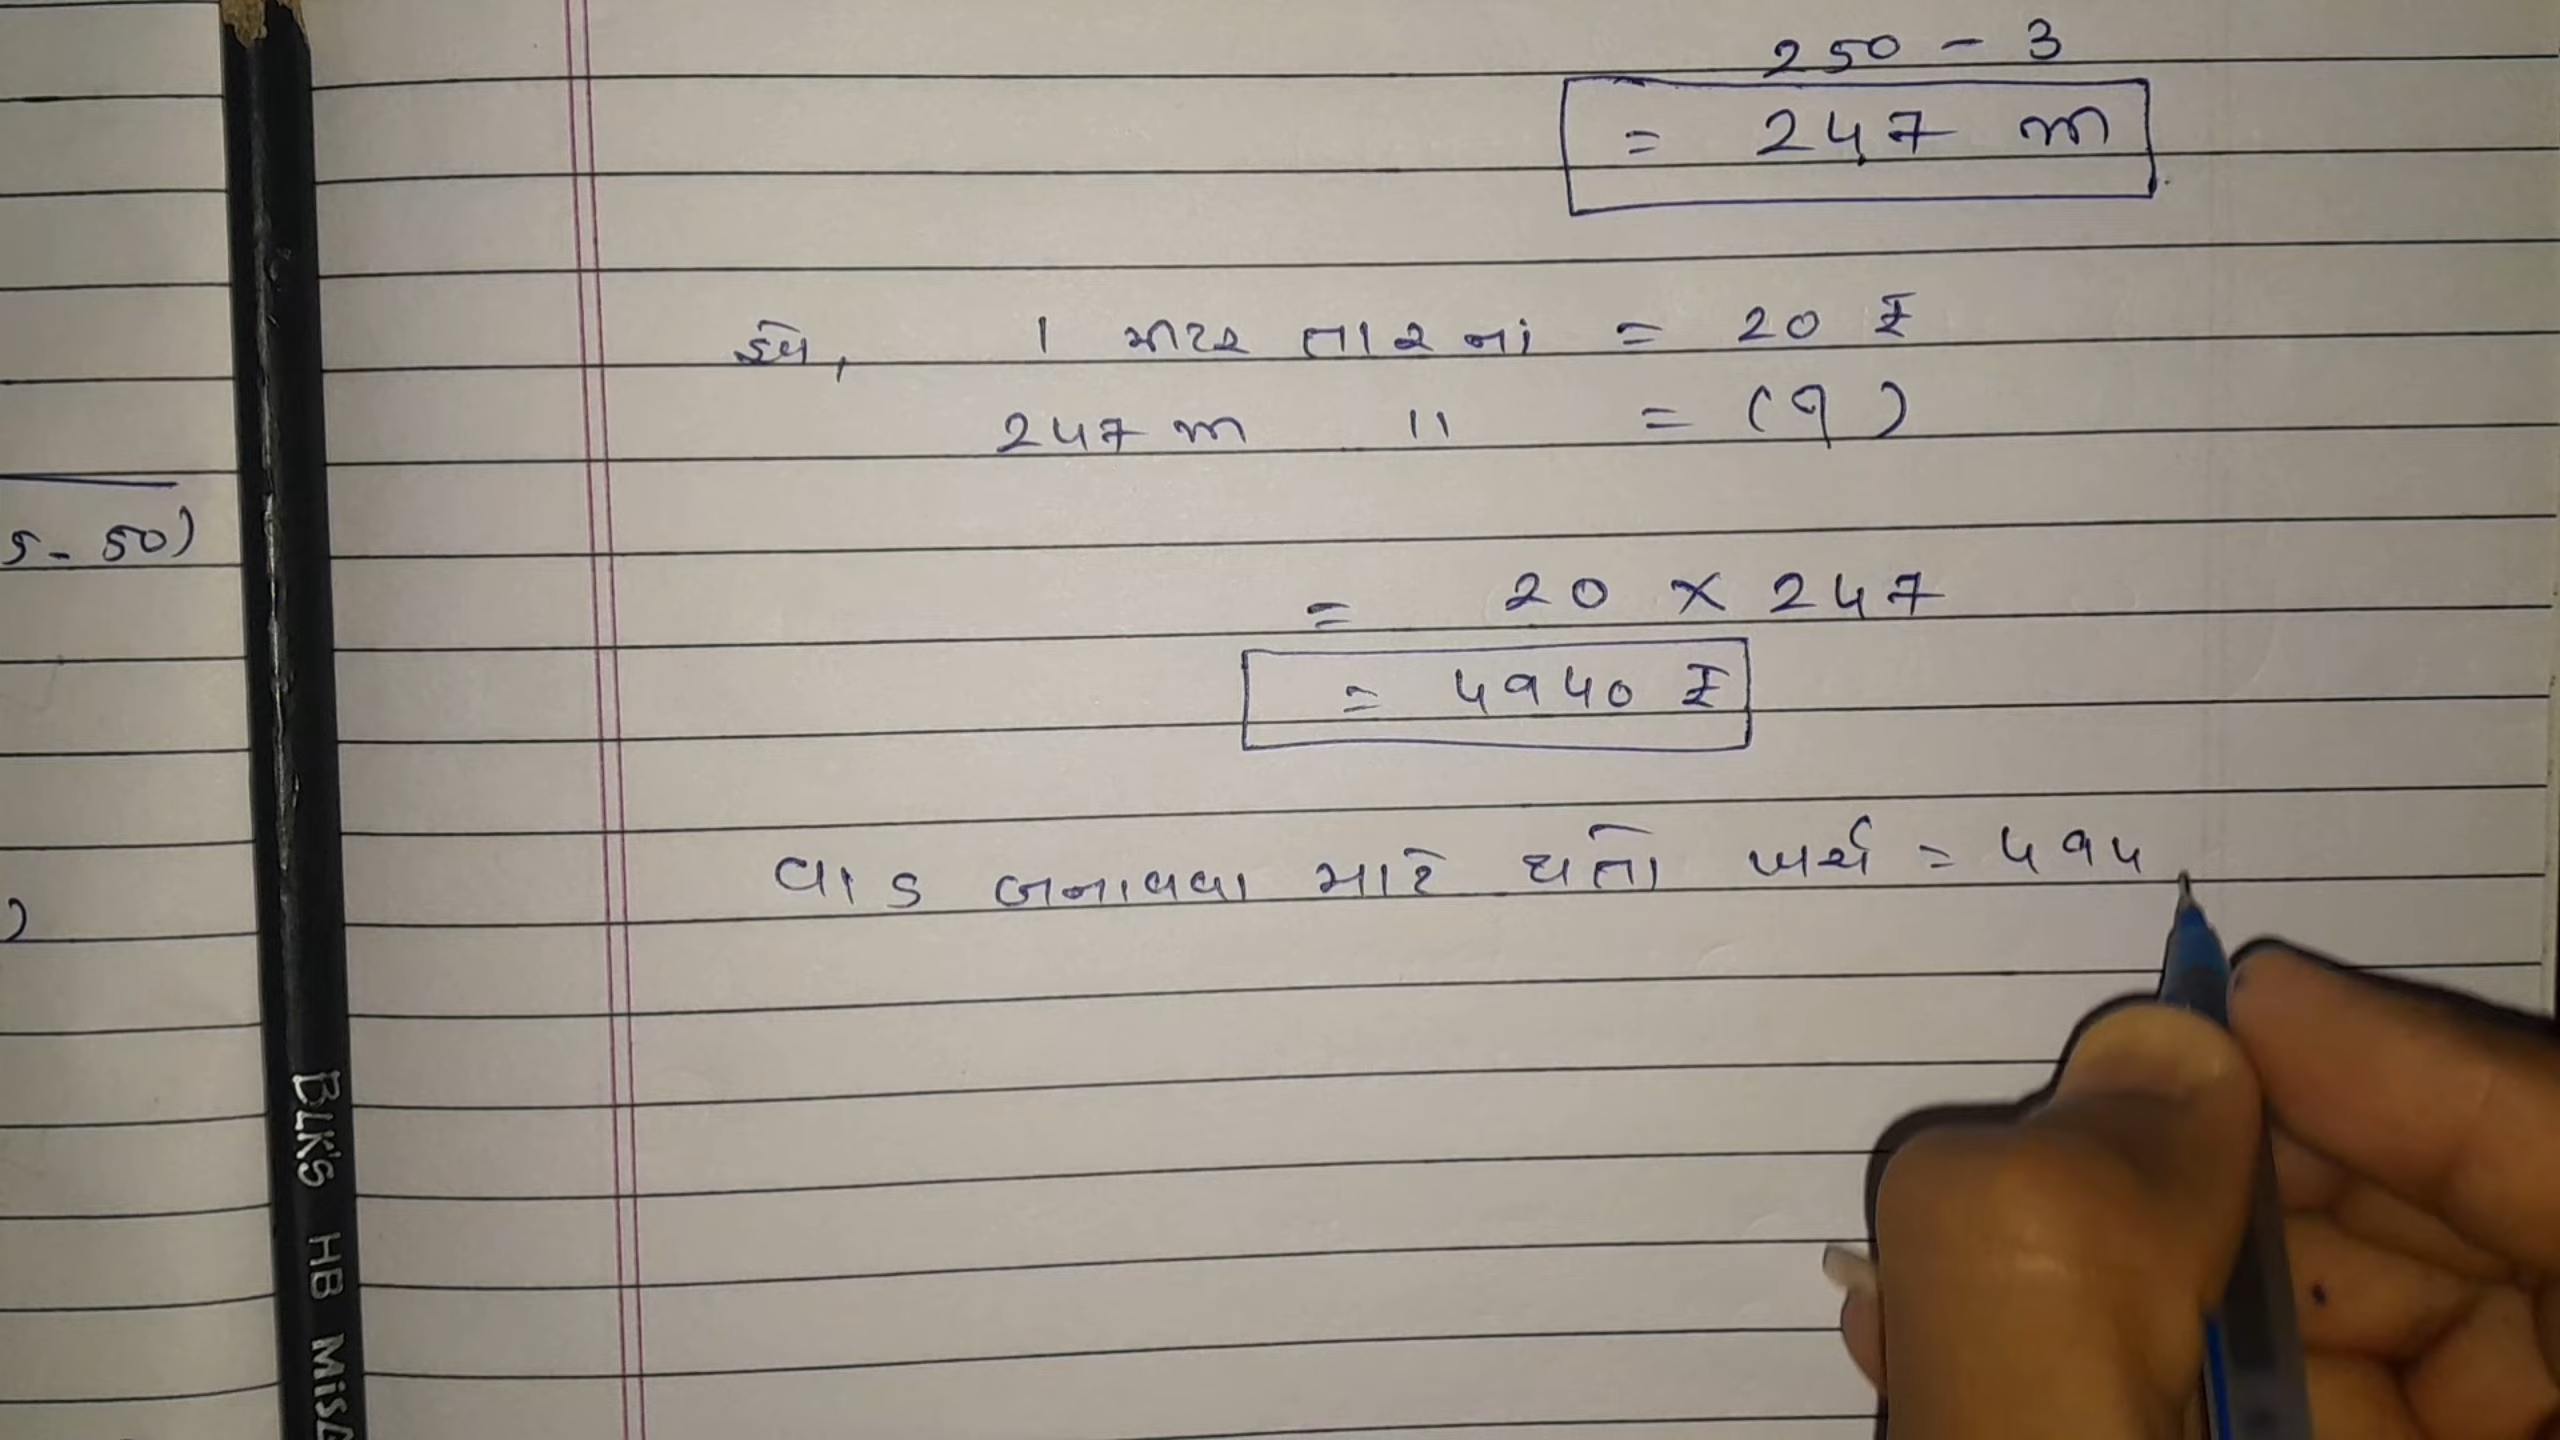 250 - 3
= 247 m
હવે, 1 મીટર તારનાં = 20 ₹
247 m " = (?)
= 20 × 247
= 4940 ₹
વાડ બનાવવા માટે થતો ખર્ચ = 494
5 - 50)
)
BLK'S HB MiSA